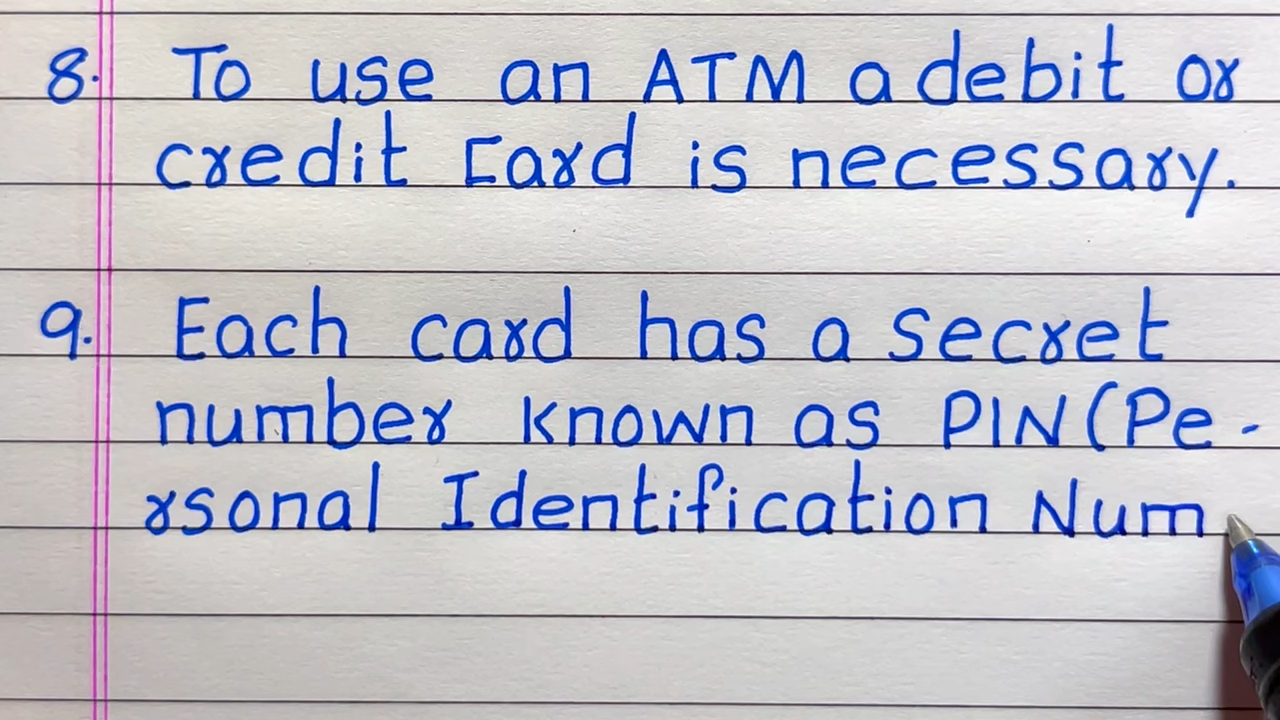 8. To use an ATM a debit or
credit Card is necessary.
9. Each card has a secret
number known as PIN (Pe-
rsonal Identification Num